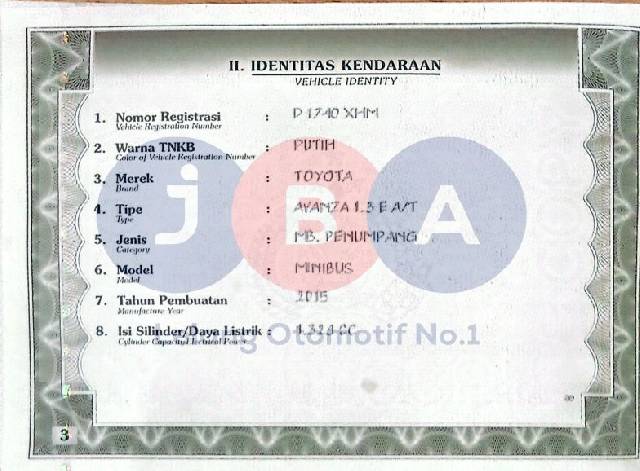 II. IDENTITAS KENDARAAN
VEHICLE IDENTITY
1. Nomor Registrasi : P 1740 XHM
Vehicle Registration Number
2. Warna TNKB : PUTIH
Color of Vehicle Registration Number
3. Merek : TOYOTA
Brand
4. Tipe : AVANZA 1.3 E A/T
Type
5. Jenis : MB. PENUMPANG
Category
6. Model : MINIBUS
Model
7. Tahun Pembuatan : 2015
Manufacture Year
8. Isi Silinder/Daya Listrik :
Cylinder Capacity/Electrical Power
JBA
Otomotif No.1
3